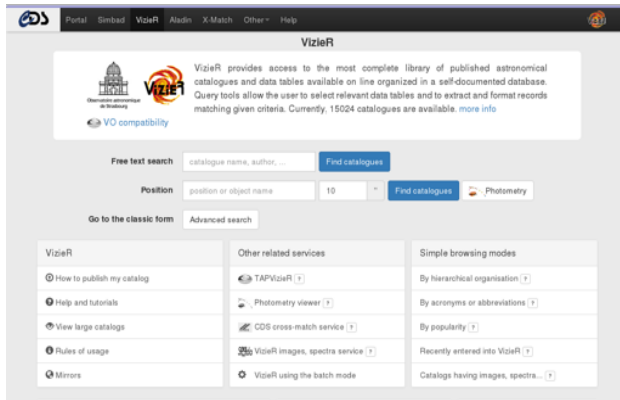 CDS Portal Simbad VizieR Aladin X-Match Other Help
VizieR
VizieR provides access to the most complete library of published astronomical
catalogues and data tables available on line organized in a self-documented database.
Query tools allow the user to select relevant data tables and to extract and format records
matching given criteria. Currently, 15024 catalogues are available. more info
VizieR
Observatoire astronomique
de Strasbourg
VO compatibility
Free text search catalogue name, author, ... Find catalogues
Position position or object name 10 " Find catalogues Photometry
Go to the classic form Advanced search
VizieR Other related services Simple browsing modes
How to publish my catalog TAPVizieR ? By hierarchical organisation ?
Help and tutorials Photometry viewer ? By acronyms or abbreviations ?
View large catalogs CDS cross-match service ? By popularity ?
Rules of usage VizieR images, spectra service ? Recently entered into VizieR ?
Mirrors VizieR using the batch mode Catalogs having images, spectra... ?